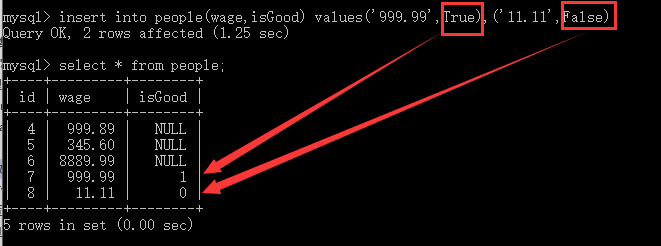 mysql> insert into people(wage,isGood) values('999.99',True),('11.11',False)
Query OK, 2 rows affected (1.25 sec)
mysql> select * from people;
+----+---------+--------+
| id | wage    | isGood |
+----+---------+--------+
|  4 |  999.89 |   NULL |
|  5 |  345.60 |   NULL |
|  6 | 8889.99 |   NULL |
|  7 |  999.99 |      1 |
|  8 |   11.11 |      0 |
+----+---------+--------+
5 rows in set (0.00 sec)